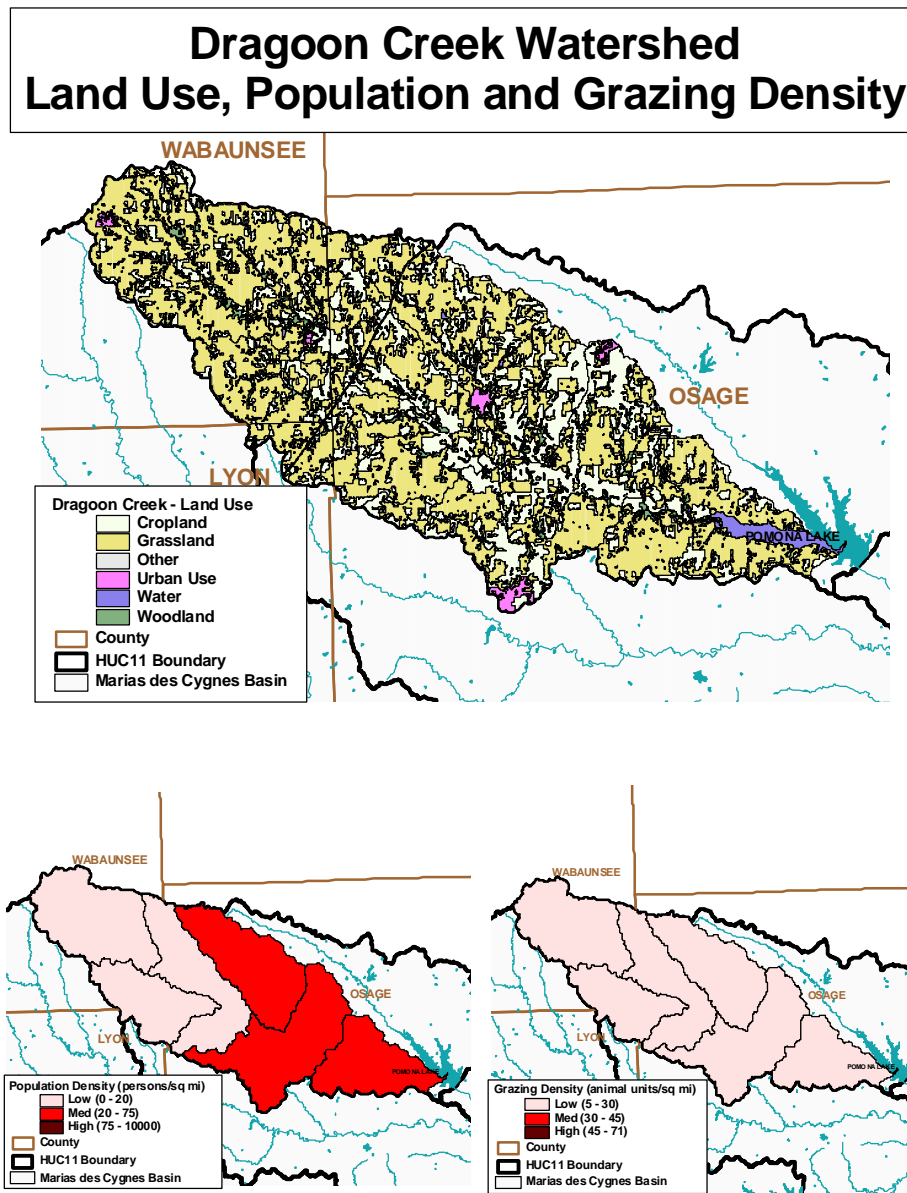 Dragoon Creek Watershed
Land Use, Population and Grazing Density
WABAUNSEE
OSAGE
LYON
POMONA LAKE
Dragoon Creek - Land Use
Cropland
Grassland
Other
Urban Use
Water
Woodland
County
HUC11 Boundary
Marias des Cygnes Basin
WABAUNSEE
OSAGE
LYON
POMONA LAKE
Population Density (persons/sq mi)
Low (0 - 20)
Med (20 - 75)
High (75 - 10000)
County
HUC11 Boundary
Marias des Cygnes Basin
WABAUNSEE
OSAGE
LYON
POMONA LAKE
Grazing Density (animal units/sq mi)
Low (5 - 30)
Med (30 - 45)
High (45 - 71)
County
HUC11 Boundary
Marias des Cygnes Basin